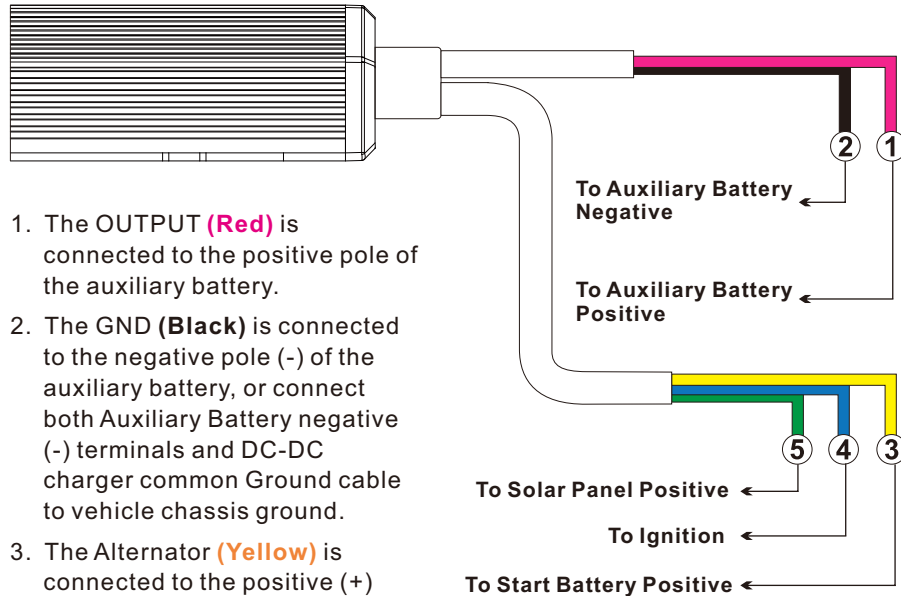 2
1
To Auxiliary Battery
Negative
To Auxiliary Battery
Positive
1. The OUTPUT (Red) is
connected to the positive pole of
the auxiliary battery.
2. The GND (Black) is connected
to the negative pole (-) of the
auxiliary battery, or connect
both Auxiliary Battery negative
(-) terminals and DC-DC
charger common Ground cable
to vehicle chassis ground.
3. The Alternator (Yellow) is
connected to the positive (+)
5
4
3
To Solar Panel Positive
To Ignition
To Start Battery Positive